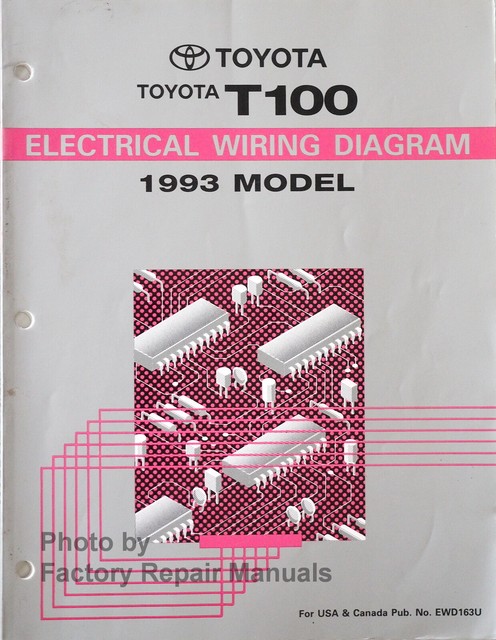 TOYOTA
TOYOTA T100
ELECTRICAL WIRING DIAGRAM
1993 MODEL
Photo by
Factory Repair Manuals
For USA & Canada Pub. No. EWD163U